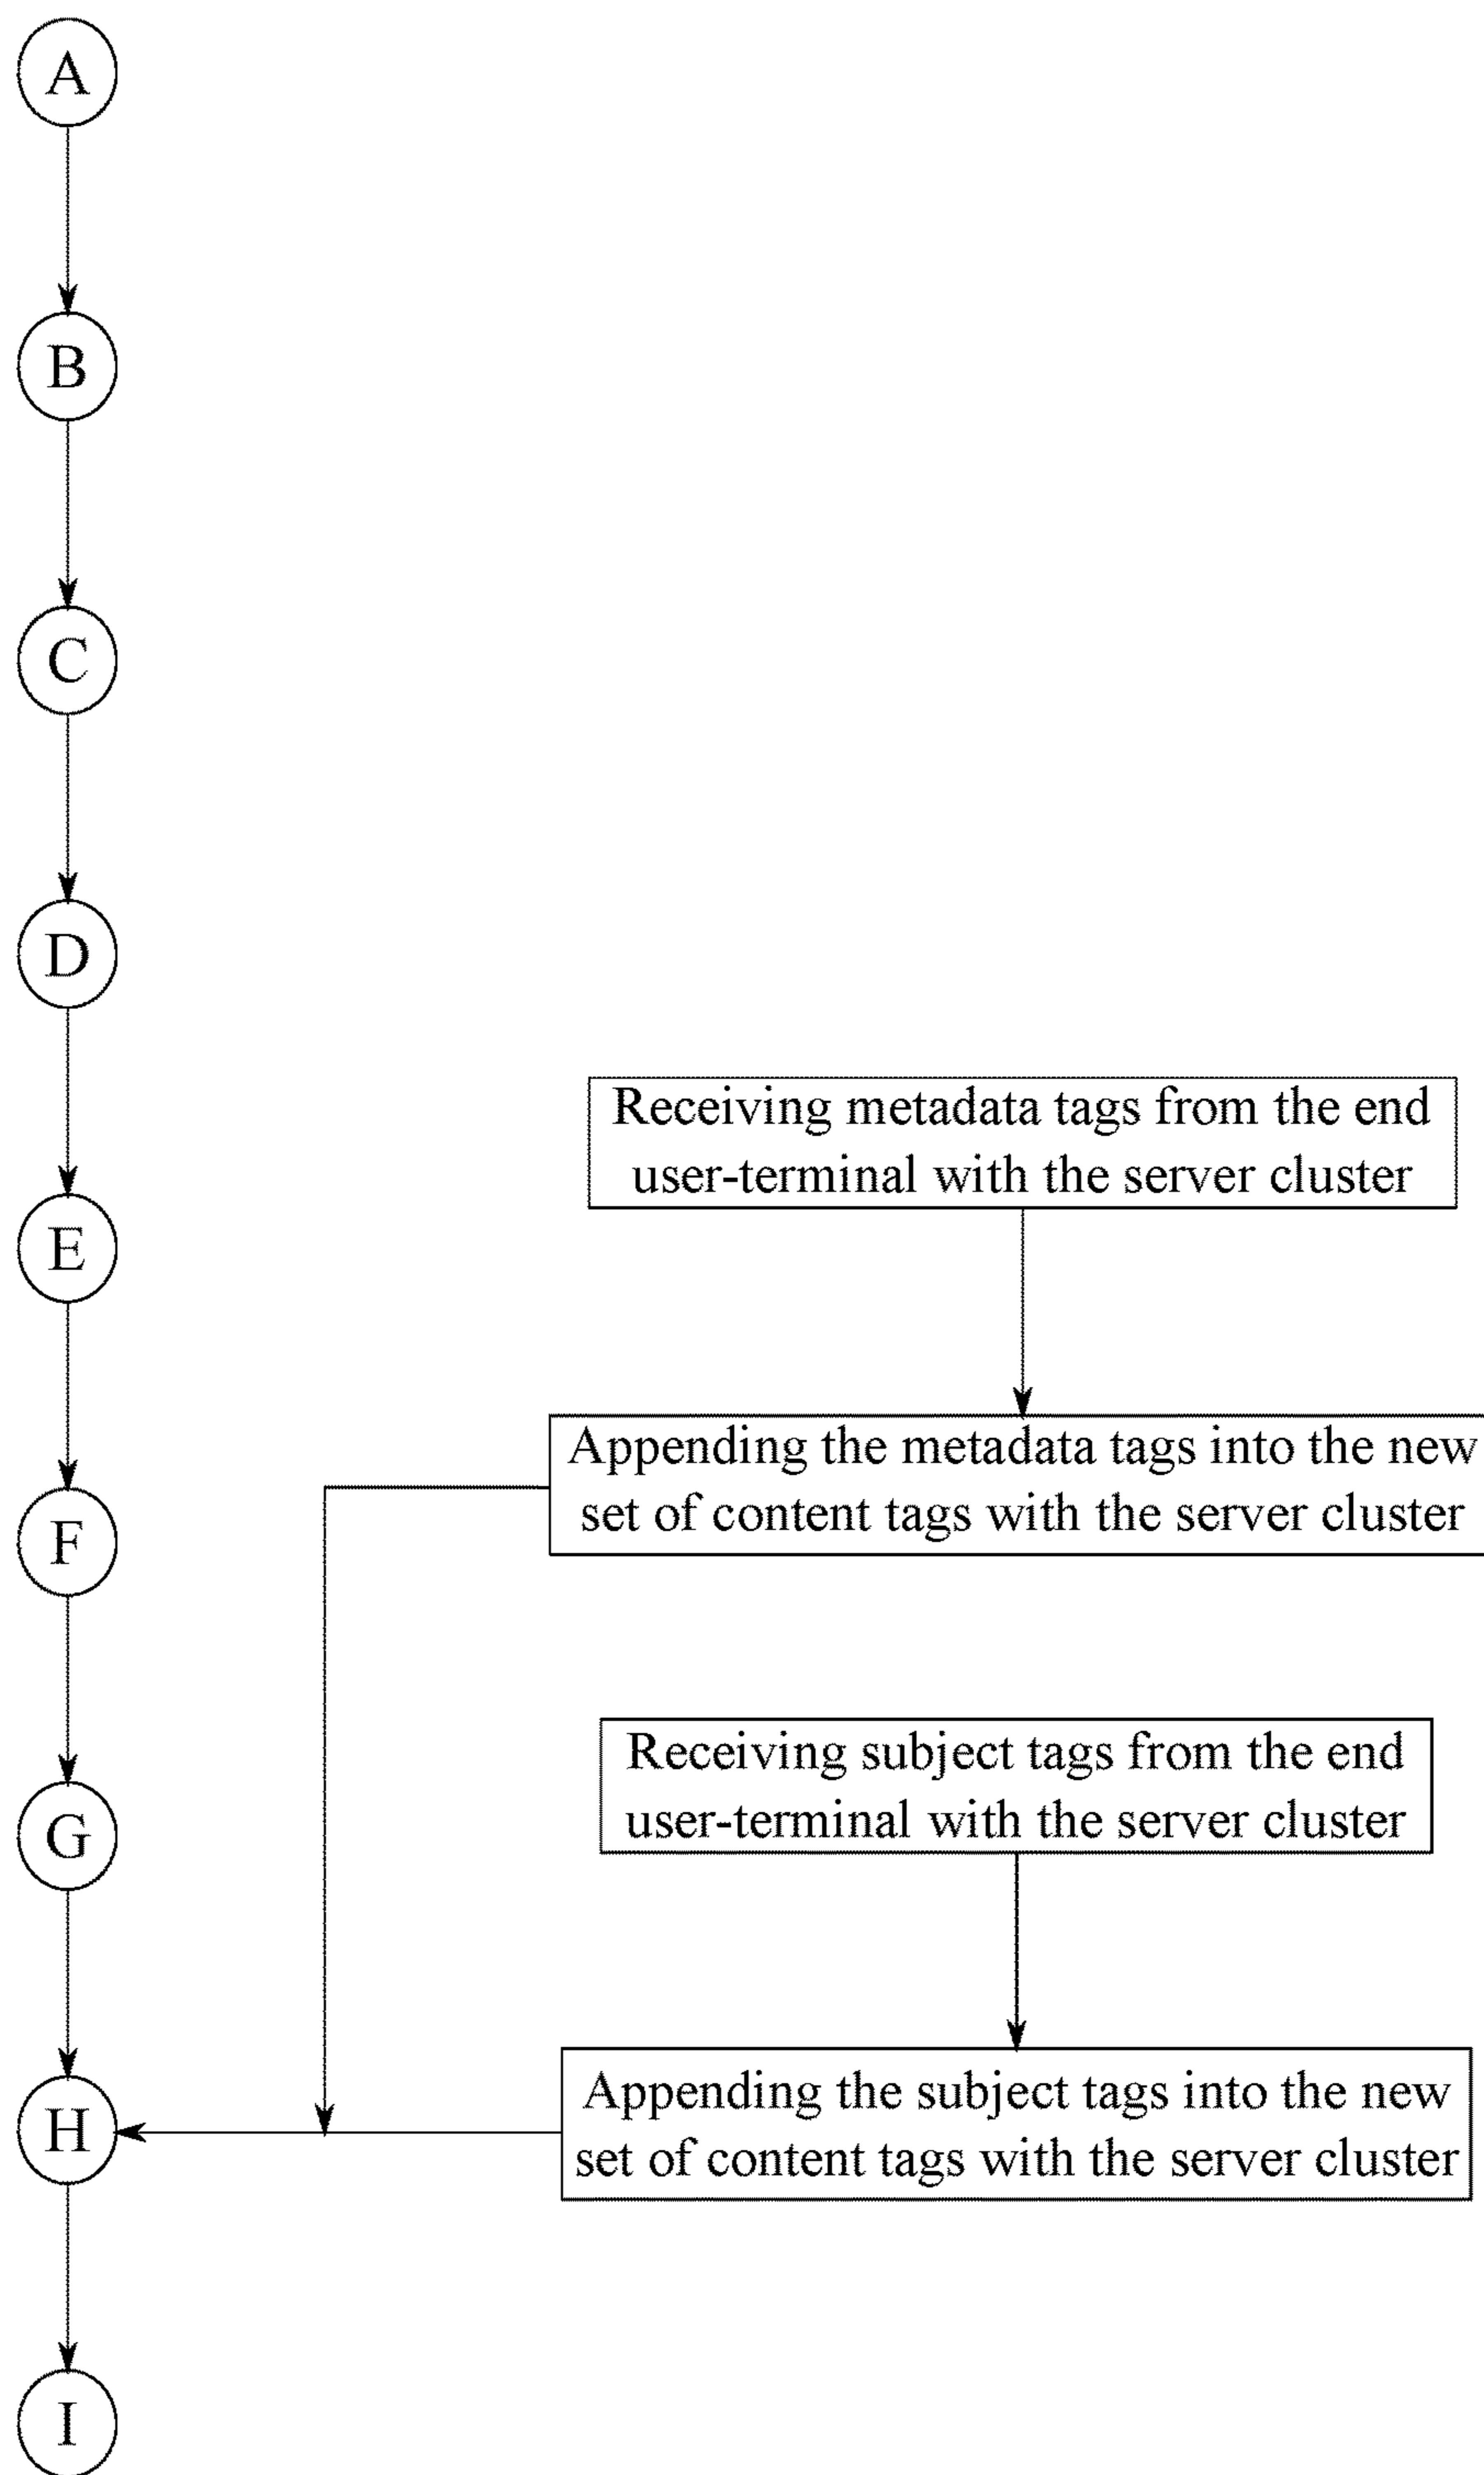 A
B
C
D
E
F
G
H
I
Receiving metadata tags from the end
user-terminal with the server cluster
Appending the metadata tags into the new
set of content tags with the server cluster
Receiving subject tags from the end
user-terminal with the server cluster
Appending the subject tags into the new
set of content tags with the server cluster